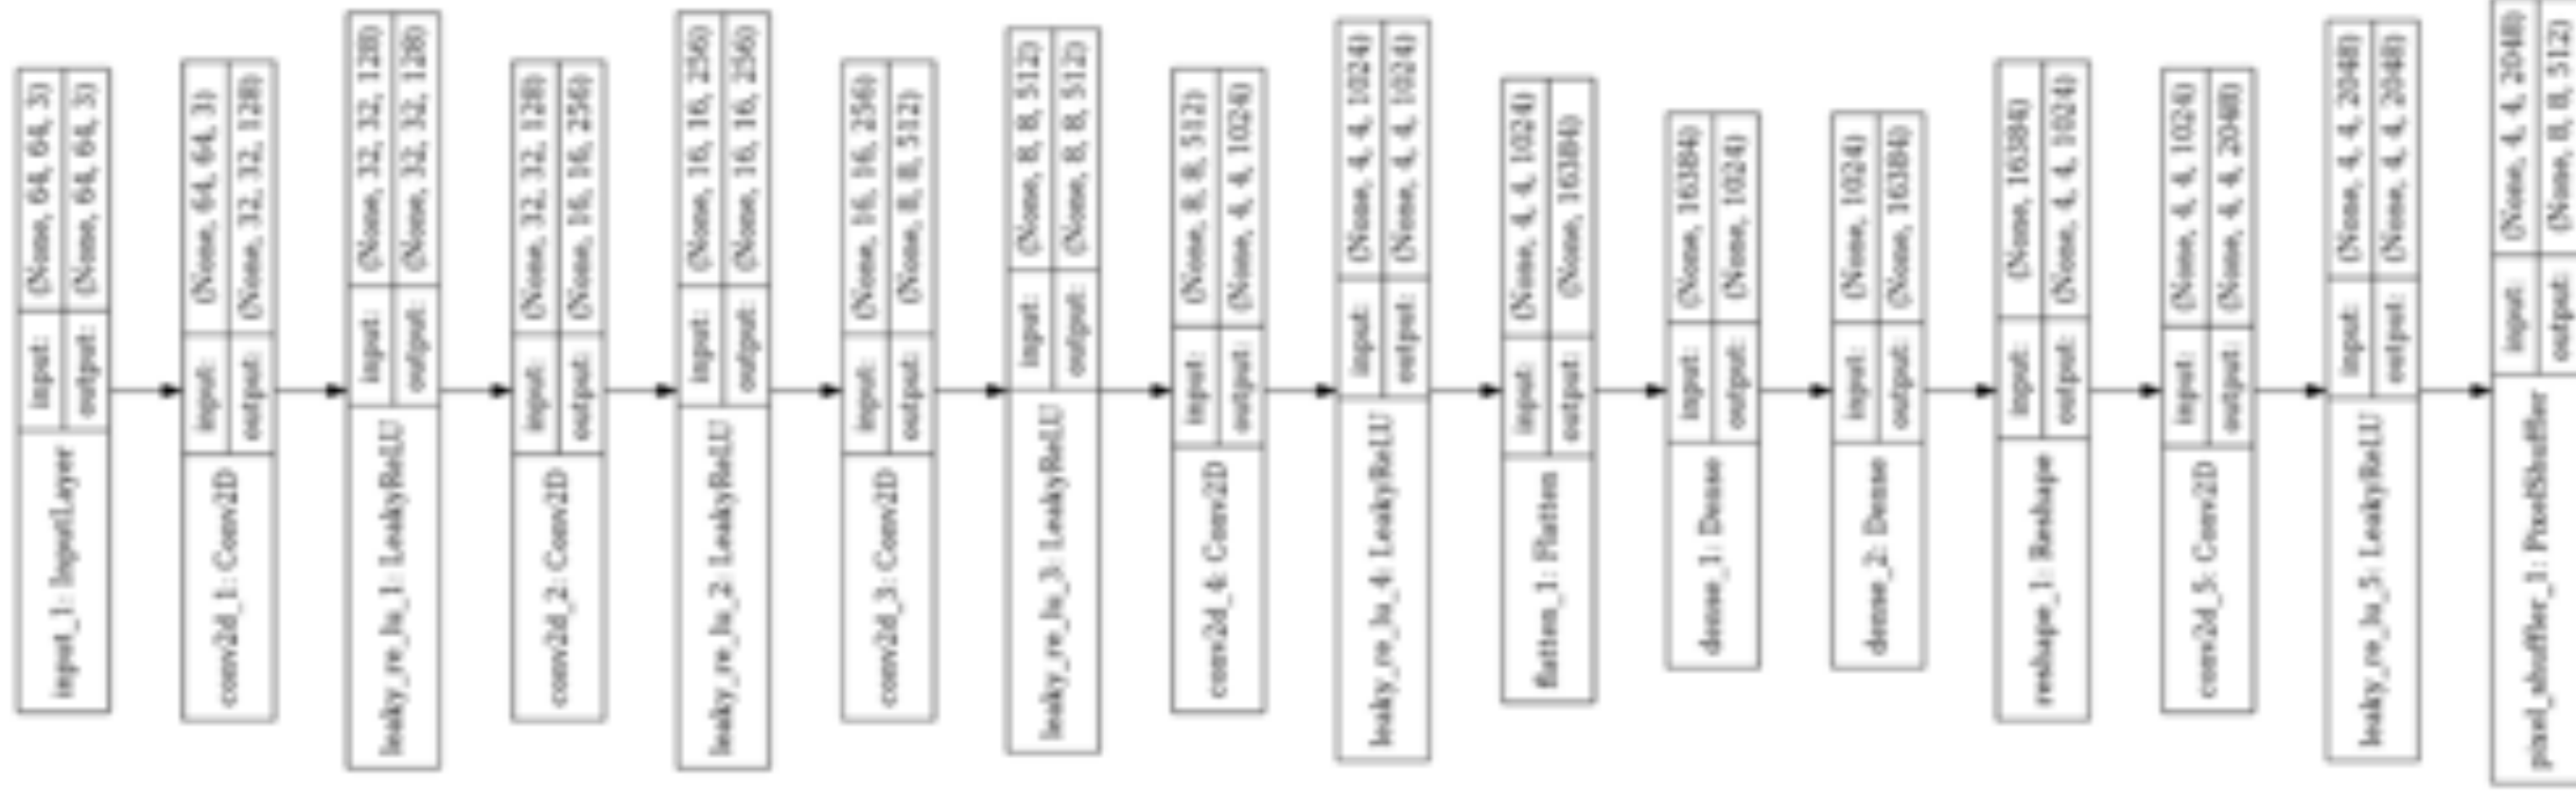 input_1: InputLayer
input: (None, 64, 64, 3)
output: (None, 64, 64, 3)
conv2d_1: Conv2D
input: (None, 64, 64, 3)
output: (None, 32, 32, 128)
leaky_re_lu_1: LeakyReLU
input: (None, 32, 32, 128)
output: (None, 32, 32, 128)
conv2d_2: Conv2D
input: (None, 32, 32, 128)
output: (None, 16, 16, 256)
leaky_re_lu_2: LeakyReLU
input: (None, 16, 16, 256)
output: (None, 16, 16, 256)
conv2d_3: Conv2D
input: (None, 16, 16, 256)
output: (None, 8, 8, 512)
leaky_re_lu_3: LeakyReLU
input: (None, 8, 8, 512)
output: (None, 8, 8, 512)
conv2d_4: Conv2D
input: (None, 8, 8, 512)
output: (None, 4, 4, 1024)
leaky_re_lu_4: LeakyReLU
input: (None, 4, 4, 1024)
output: (None, 4, 4, 1024)
flatten_1: Flatten
input: (None, 4, 4, 1024)
output: (None, 16384)
dense_1: Dense
input: (None, 16384)
output: (None, 1024)
dense_2: Dense
input: (None, 1024)
output: (None, 16384)
reshape_1: Reshape
input: (None, 16384)
output: (None, 4, 4, 1024)
conv2d_5: Conv2D
input: (None, 4, 4, 1024)
output: (None, 4, 4, 2048)
leaky_re_lu_5: LeakyReLU
input: (None, 4, 4, 2048)
output: (None, 4, 4, 2048)
pixel_shuffler_1: PixelShuffler
input: (None, 4, 4, 2048)
output: (None, 8, 8, 512)